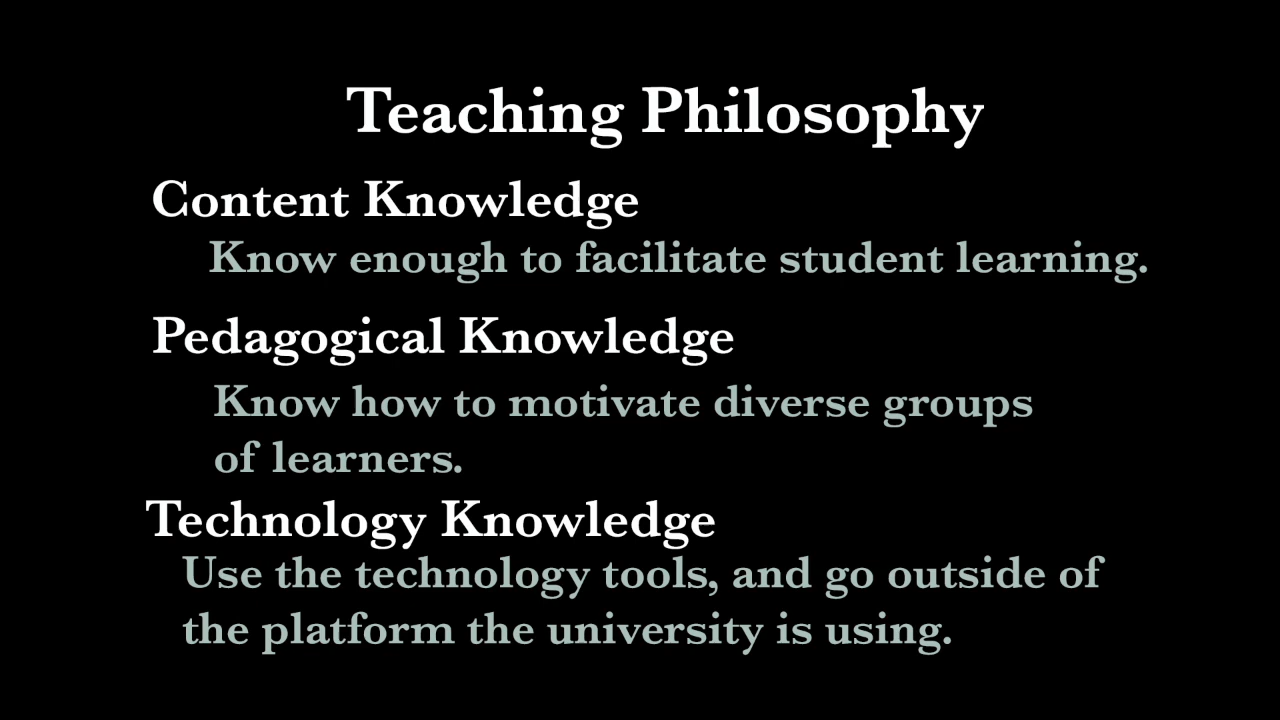 Teaching Philosophy
Content Knowledge
Know enough to facilitate student learning.
Pedagogical Knowledge
Know how to motivate diverse groups
of learners.
Technology Knowledge
Use the technology tools, and go outside of
the platform the university is using.